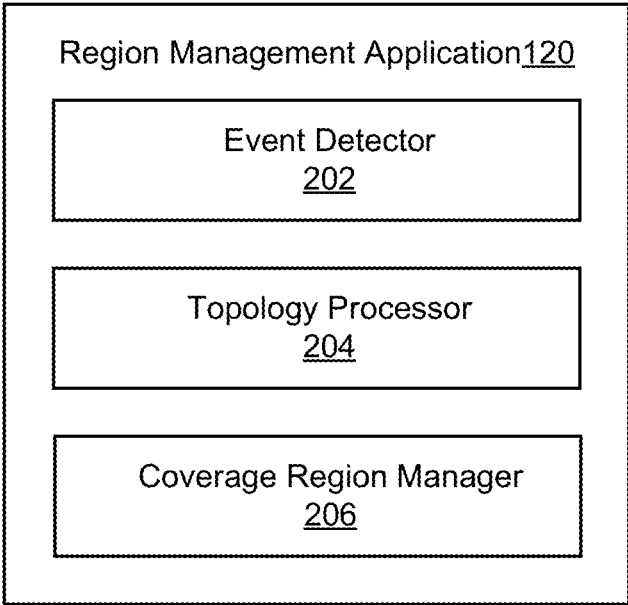 Region Management Application120
Event Detector
202
Topology Processor
204
Coverage Region Manager
206